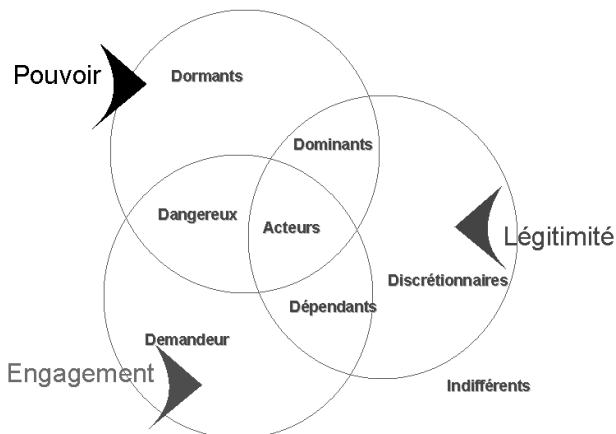 Pouvoir
Dormants
Dominants
Dangereux
Acteurs
Légitimité
Discrétionnaires
Dépendants
Demandeur
Engagement
Indifférents